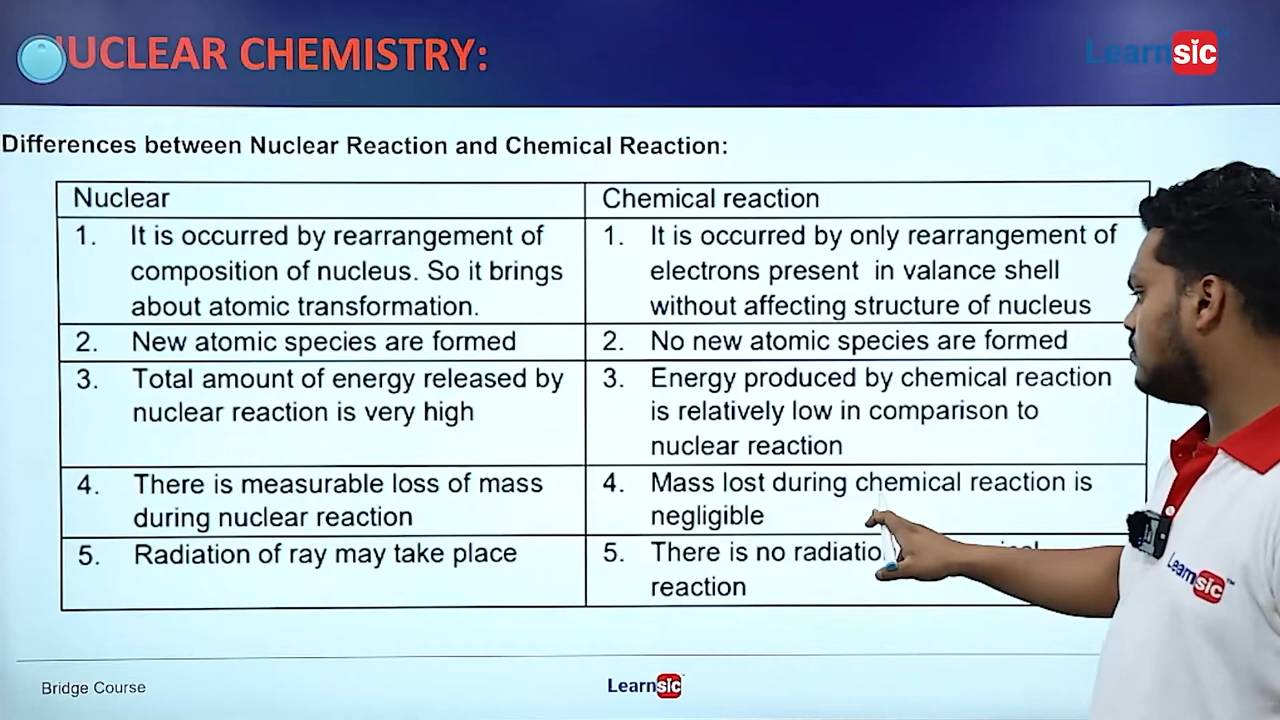 UCLEAR CHEMISTRY:
Learnsic
Differences between Nuclear Reaction and Chemical Reaction:
Nuclear
Chemical reaction
1. It is occurred by rearrangement of
composition of nucleus. So it brings
about atomic transformation.
1. It is occurred by only rearrangement of
electrons present in valance shell
without affecting structure of nucleus
2. New atomic species are formed
2. No new atomic species are formed
3. Total amount of energy released by
nuclear reaction is very high
3. Energy produced by chemical reaction
is relatively low in comparison to
nuclear reaction
4. There is measurable loss of mass
during nuclear reaction
4. Mass lost during chemical reaction is
negligible
5. Radiation of ray may take place
5. There is no
reaction
Learnsic™
Bridge Course
Learnsic